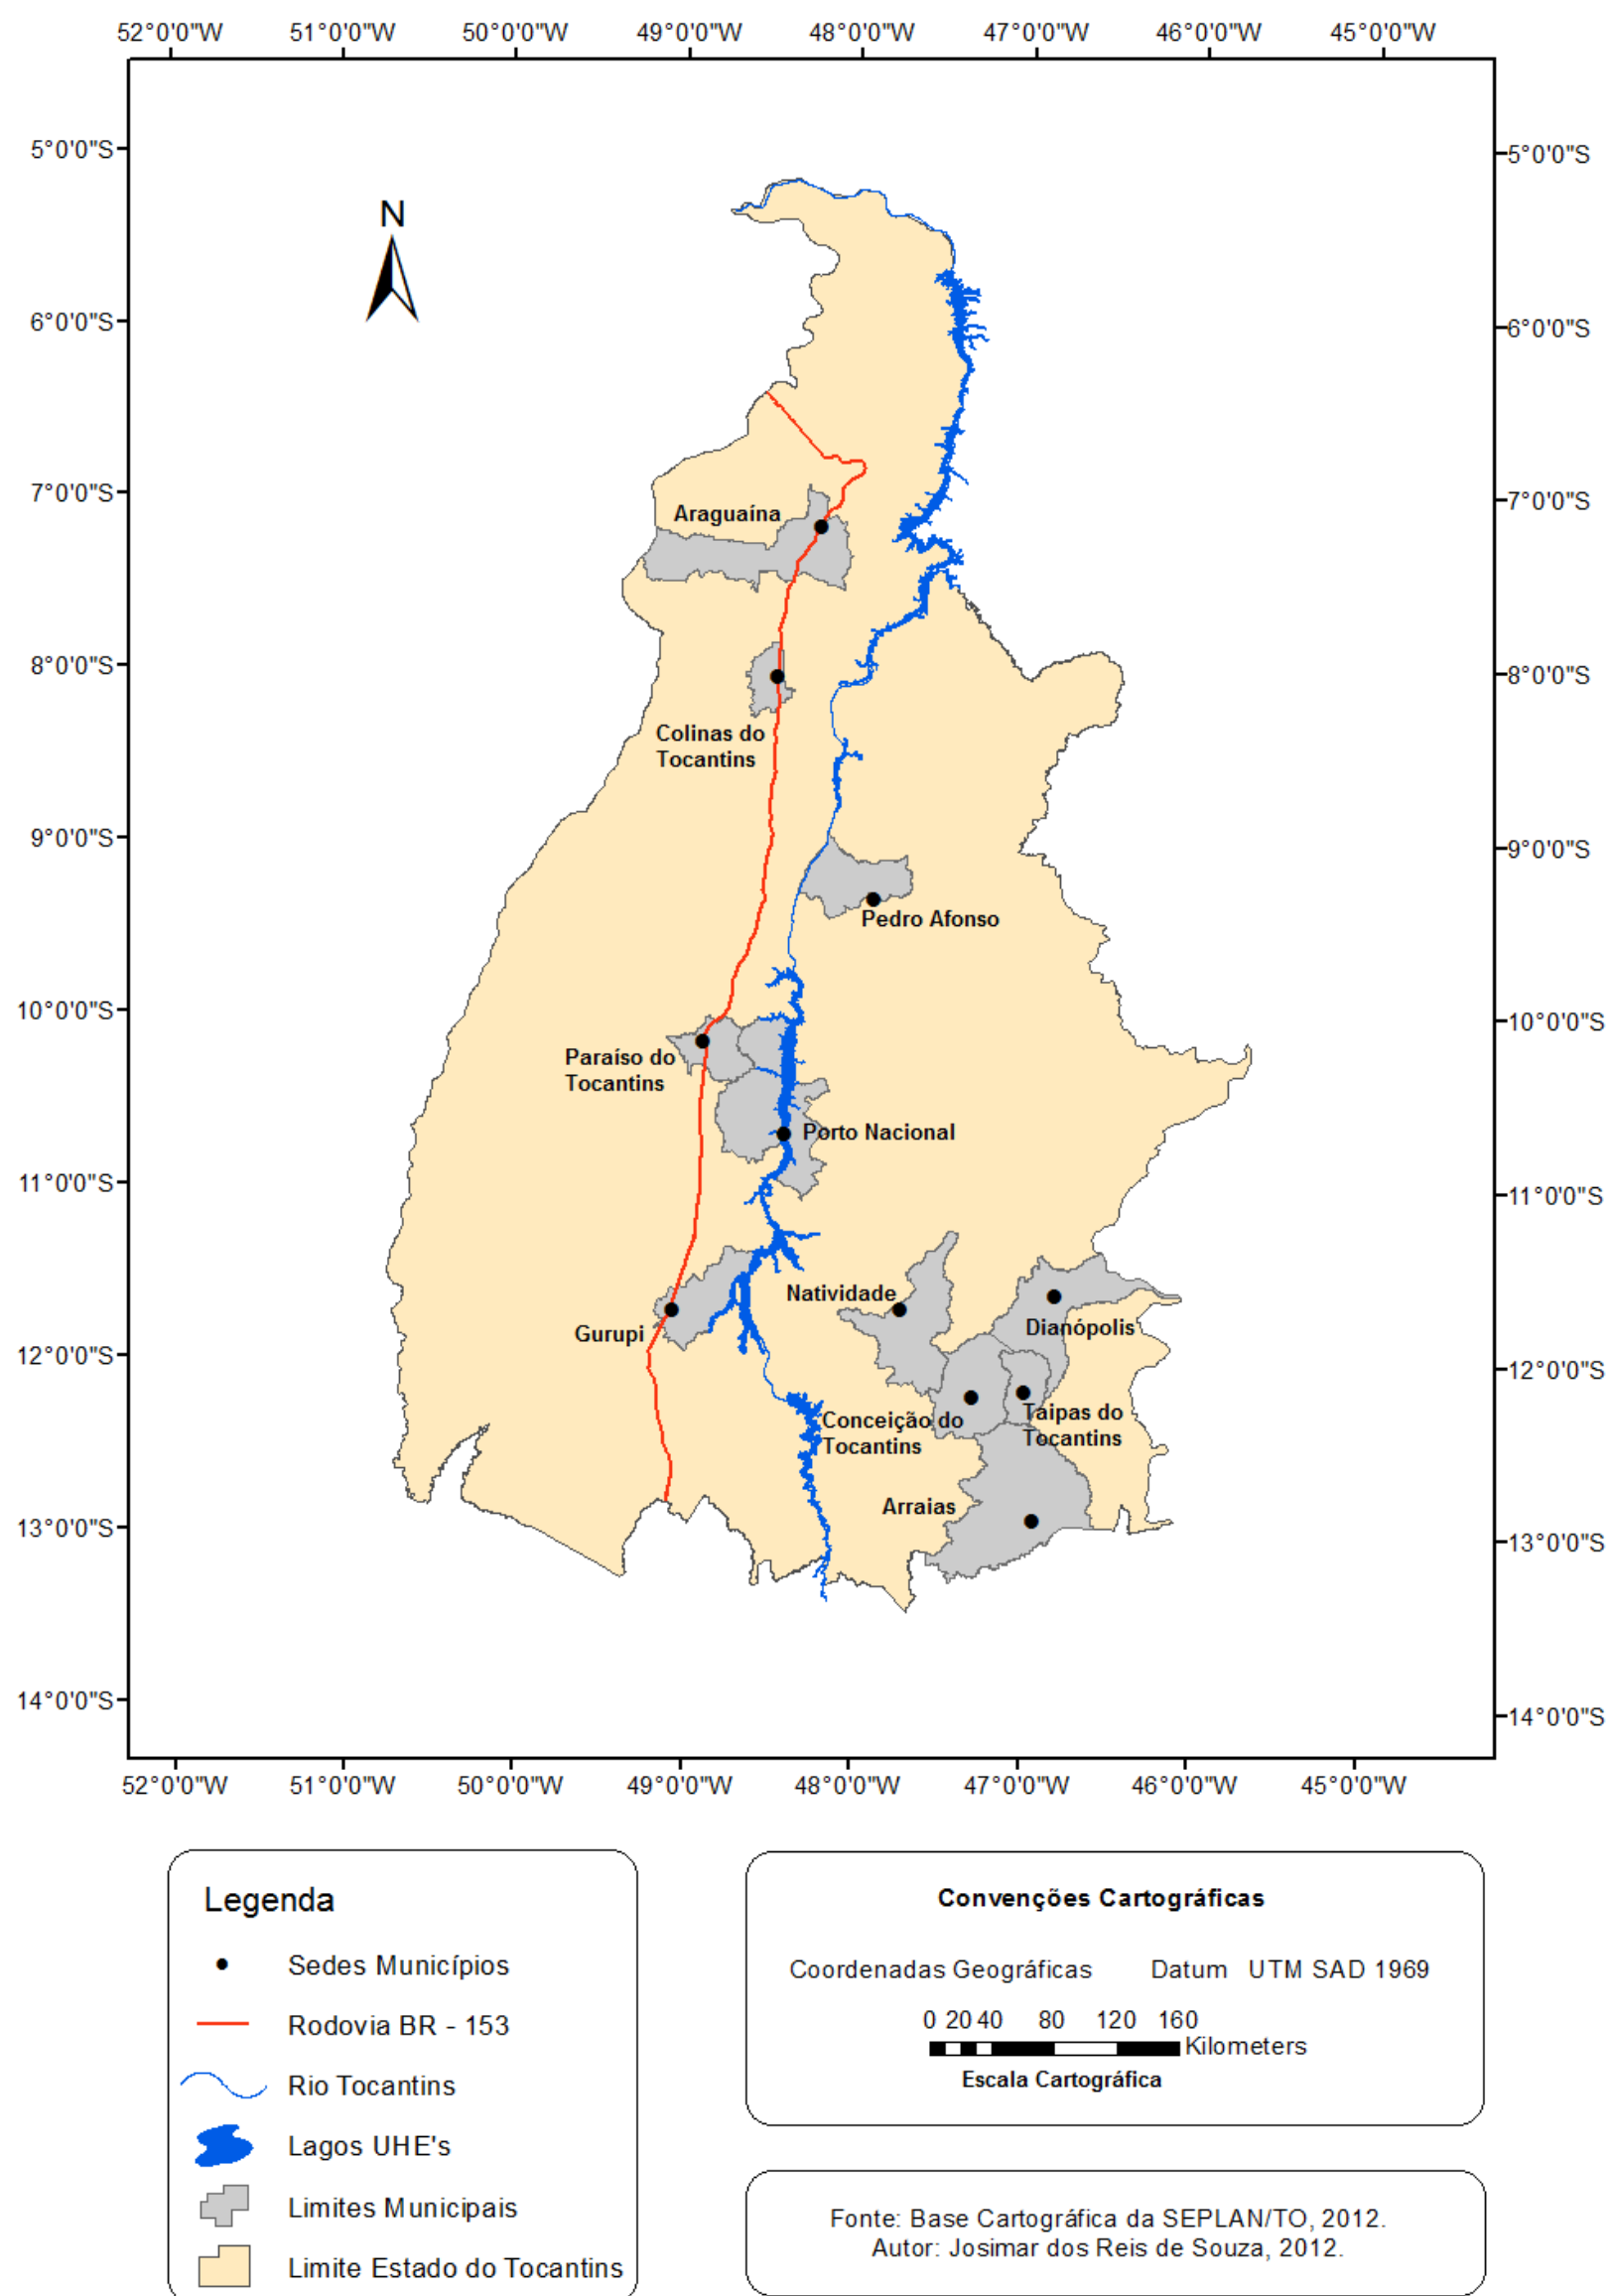 52°0'0"W 51°0'0"W 50°0'0"W 49°0'0"W 48°0'0"W 47°0'0"W 46°0'0"W 45°0'0"W
5°0'0"S 5°0'0"S
N
6°0'0"S 6°0'0"S
7°0'0"S 7°0'0"S
Araguaína
8°0'0"S 8°0'0"S
Colinas do
Tocantins
9°0'0"S 9°0'0"S
Pedro Afonso
10°0'0"S 10°0'0"S
Paraíso do
Tocantins
Porto Nacional
11°0'0"S 11°0'0"S
Natividade
Dianópolis
Gurupi
12°0'0"S 12°0'0"S
Conceição do
Tocantins
Taipas do
Tocantins
Arraias
13°0'0"S 13°0'0"S
14°0'0"S 14°0'0"S
52°0'0"W 51°0'0"W 50°0'0"W 49°0'0"W 48°0'0"W 47°0'0"W 46°0'0"W 45°0'0"W
Legenda
Sedes Municípios
Rodovia BR - 153
Rio Tocantins
Lagos UHE's
Limites Municipais
Limite Estado do Tocantins
Convenções Cartográficas
Coordenadas Geográficas Datum UTM SAD 1969
0 20 40 80 120 160
Kilometers
Escala Cartográfica
Fonte: Base Cartográfica da SEPLAN/TO, 2012.
Autor: Josimar dos Reis de Souza, 2012.